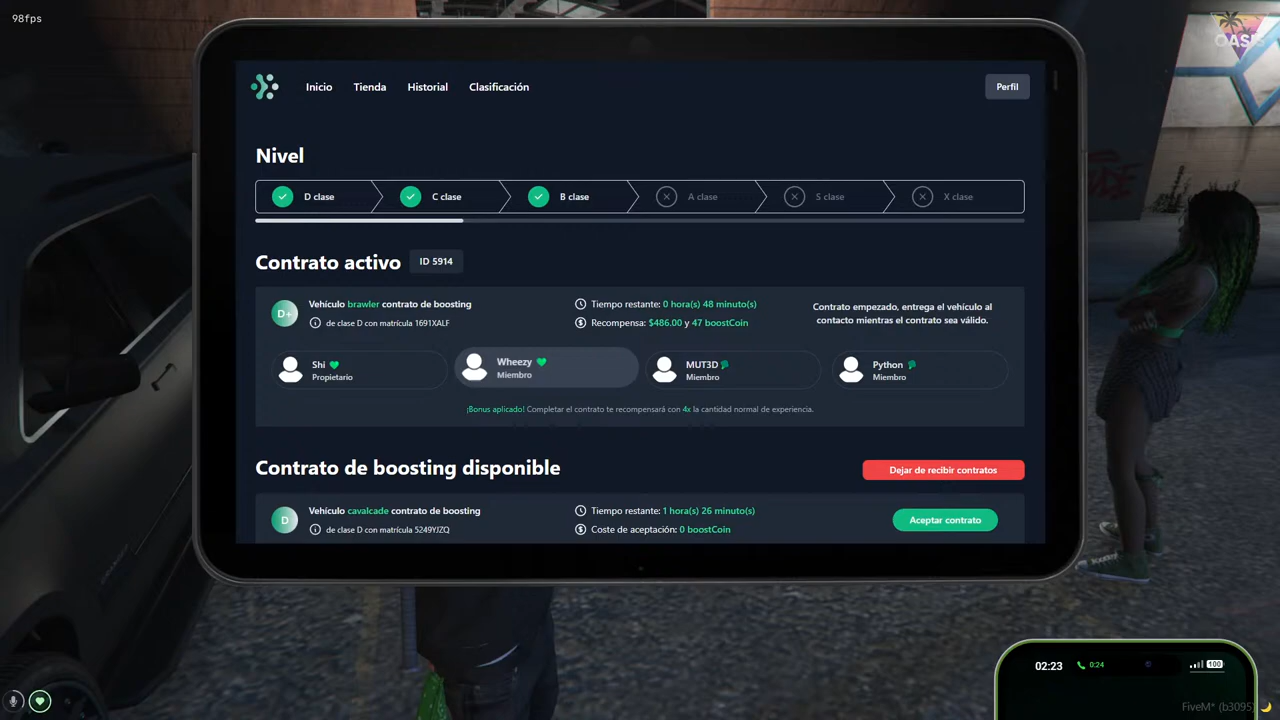 98fps
OASIS
Inicio Tienda Historial Clasificación
Perfil
Nivel
D clase C clase B clase A clase S clase X clase
Contrato activo ID 5914
D+
Vehículo brawler contrato de boosting
de clase D con matrícula 1691XALF
Tiempo restante: 0 hora(s) 48 minuto(s)
Recompensa: $486.00 y 47 boostCoin
Contrato empezado, entrega el vehículo al
contacto mientras el contrato sea válido.
Shi
Propietario
Wheezy
Miembro
MUT3D
Miembro
Python
Miembro
¡Bonus aplicado! Completar el contrato te recompensará con 4x la cantidad normal de experiencia.
Contrato de boosting disponible
Dejar de recibir contratos
D
Vehículo cavalcade contrato de boosting
de clase D con matrícula 5249YJZQ
Tiempo restante: 1 hora(s) 26 minuto(s)
Coste de aceptación: 0 boostCoin
Aceptar contrato
02:23 0:24 100
FiveM* (b3095)